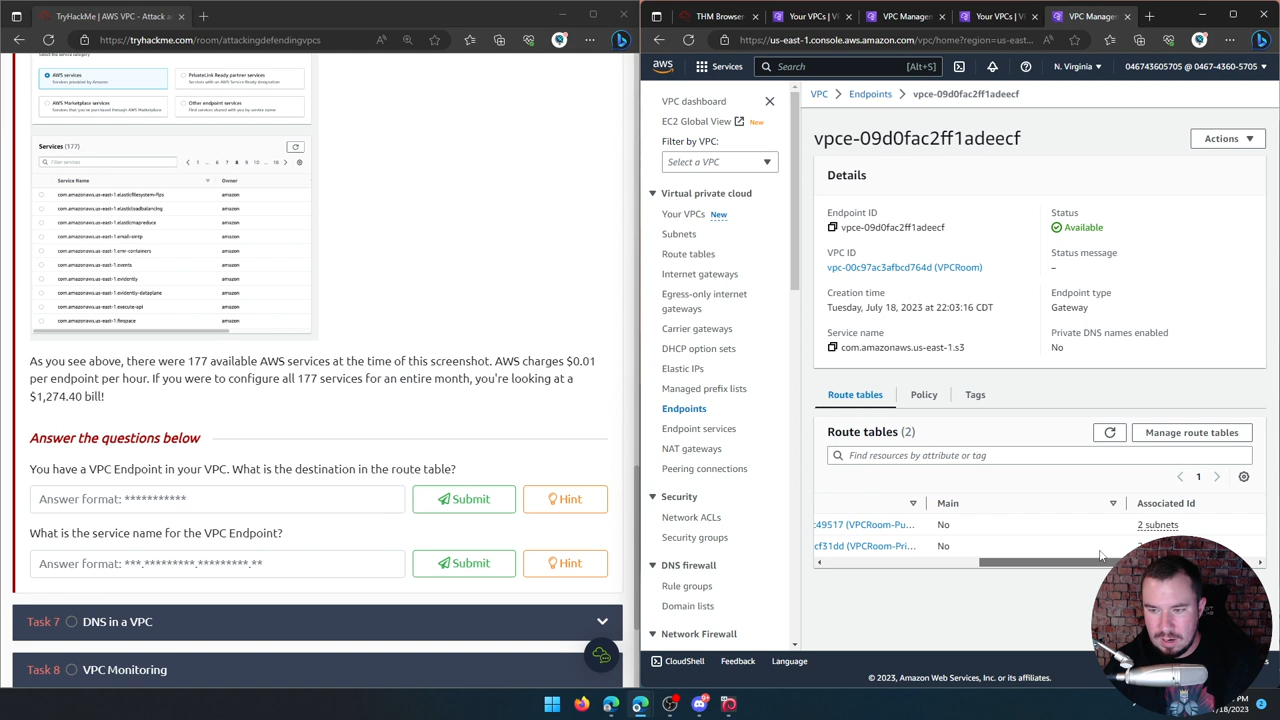 TryHackMe | AWS VPC - Attack a
https://tryhackme.com/room/attackingdefendingvpcs
Select the service category
AWS services
Services provided by Amazon
PrivateLink Ready partner services
Services with an AWS Service Ready designation
AWS Marketplace services
Services that you've purchased through AWS Marketplace
Other endpoint services
Find services shared with you by service name
Services (177)
Filter services
1 ... 6 7 8 9 10 ... 18
Service Name
Owner
com.amazonaws.us-east-1.elasticfilesystem-fips amazon
com.amazonaws.us-east-1.elasticloadbalancing amazon
com.amazonaws.us-east-1.elasticmapreduce amazon
com.amazonaws.us-east-1.email-smtp amazon
com.amazonaws.us-east-1.emr-containers amazon
com.amazonaws.us-east-1.events amazon
com.amazonaws.us-east-1.evidently amazon
com.amazonaws.us-east-1.evidently-dataplane amazon
com.amazonaws.us-east-1.execute-api amazon
com.amazonaws.us-east-1.finspace amazon
As you see above, there were 177 available AWS services at the time of this screenshot. AWS charges $0.01
per endpoint per hour. If you were to configure all 177 services for an entire month, you're looking at a
$1,274.40 bill!
Answer the questions below
You have a VPC Endpoint in your VPC. What is the destination in the route table?
Answer format: ***********
Submit
Hint
What is the service name for the VPC Endpoint?
Answer format: ***.*********.*********.**
Submit
Hint
Task 7 DNS in a VPC
Task 8 VPC Monitoring
THM Browser
Your VPCs | V
VPC Manager
Your VPCs | V
VPC Manage
https://us-east-1.console.aws.amazon.com/vpc/home?region=us-east...
aws
Services
Search
[Alt+S]
N. Virginia
046743605705 @ 0467-4360-5705
VPC dashboard
EC2 Global View New
Filter by VPC:
Select a VPC
Virtual private cloud
Your VPCs New
Subnets
Route tables
Internet gateways
Egress-only internet
gateways
Carrier gateways
DHCP option sets
Elastic IPs
Managed prefix lists
Endpoints
Endpoint services
NAT gateways
Peering connections
Security
Network ACLs
Security groups
DNS firewall
Rule groups
Domain lists
Network Firewall
VPC
Endpoints
vpce-09d0fac2ff1adeecf
vpce-09d0fac2ff1adeecf
Actions
Details
Endpoint ID
vpce-09d0fac2ff1adeecf
Status
Available
VPC ID
vpc-00c97ac3afbcd764d (VPCRoom)
Status message
–
Creation time
Tuesday, July 18, 2023 at 22:03:16 CDT
Endpoint type
Gateway
Service name
com.amazonaws.us-east-1.s3
Private DNS names enabled
No
Route tables
Policy
Tags
Route tables (2)
Manage route tables
Find resources by attribute or tag
1
Main
Associated Id
:49517 (VPCRoom-Pu... No 2 subnets
cf31dd (VPCRoom-Pri... No
CloudShell
Feedback
Language
© 2023, Amazon Web Services, Inc. or its affiliates.
/18/2023